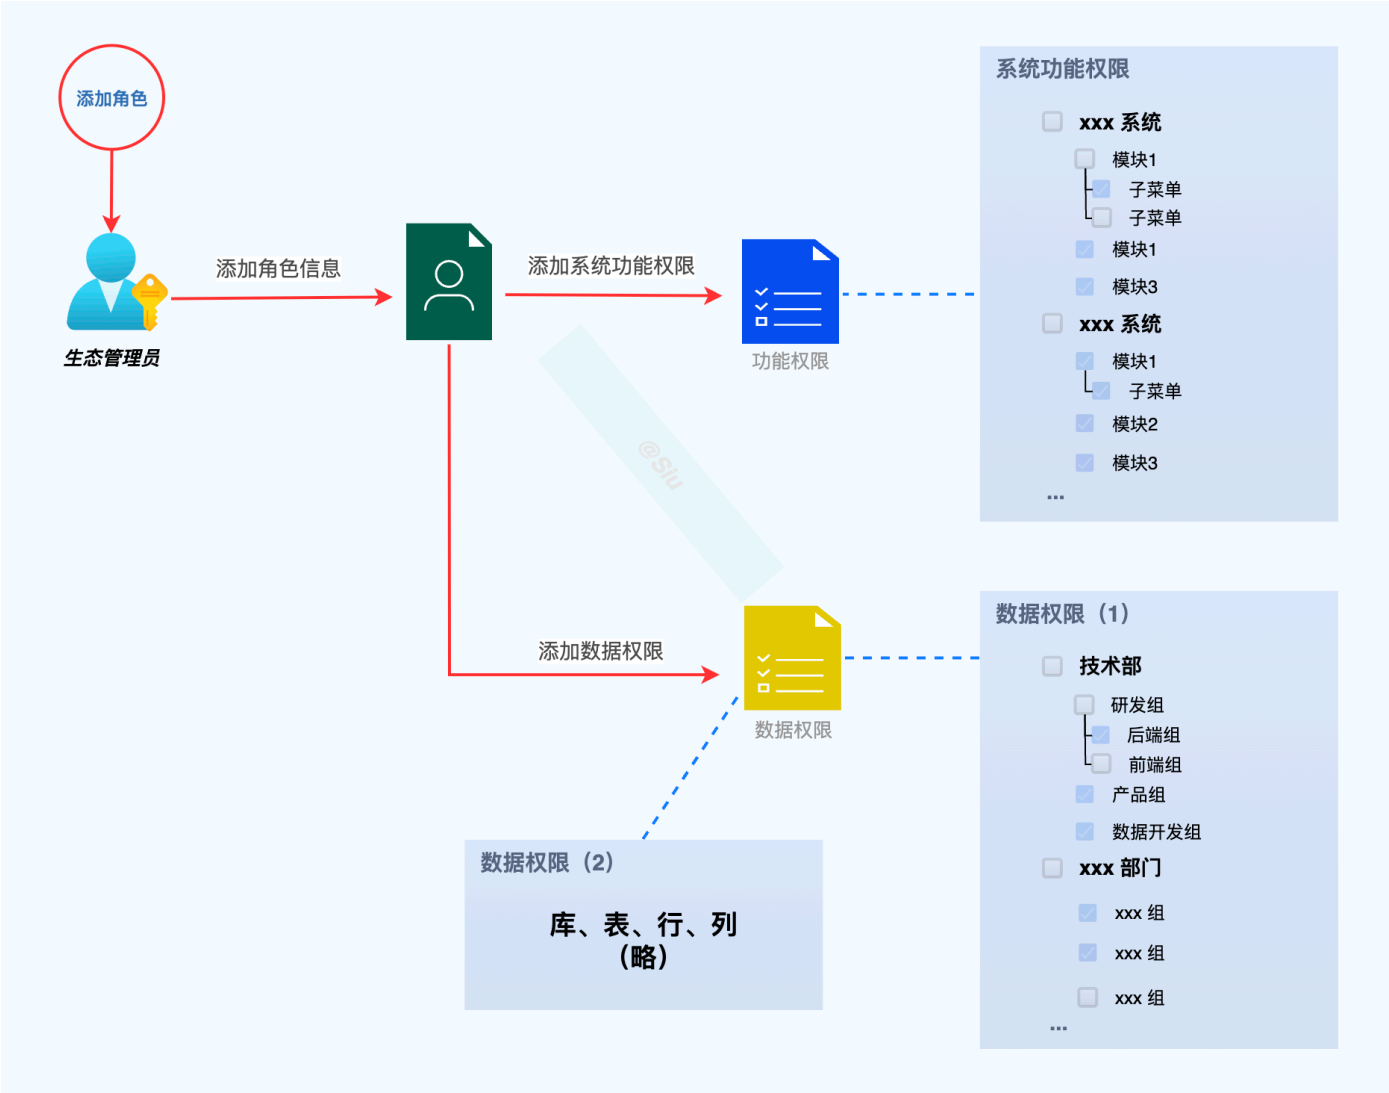 添加角色
生态管理员
添加角色信息
添加系统功能权限
功能权限
添加数据权限
数据权限
@Siu
系统功能权限
xxx 系统
模块1
子菜单
子菜单
模块1
模块3
xxx 系统
模块1
子菜单
模块2
模块3
...
数据权限（1）
技术部
研发组
后端组
前端组
产品组
数据开发组
xxx 部门
xxx 组
xxx 组
xxx 组
...
数据权限（2）
库、表、行、列
（略）